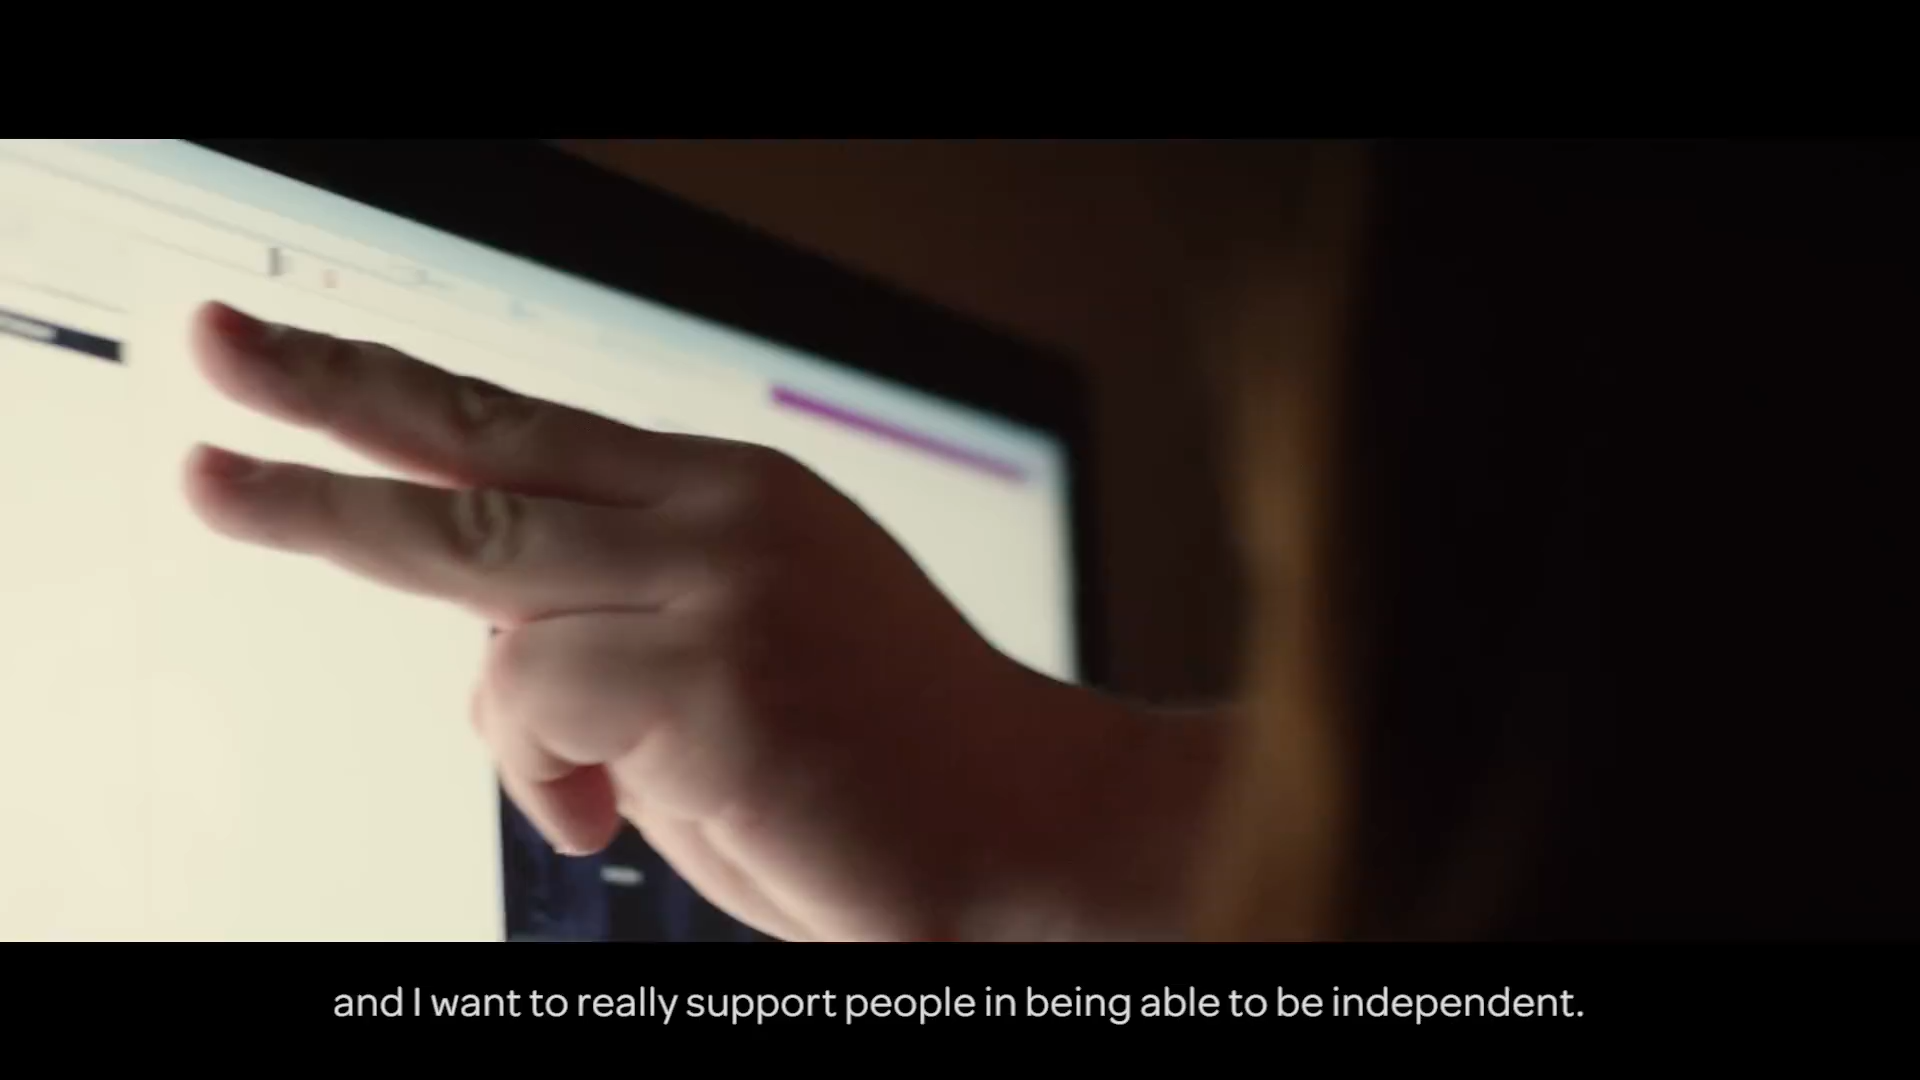 and I want to really support people in being able to be independent.